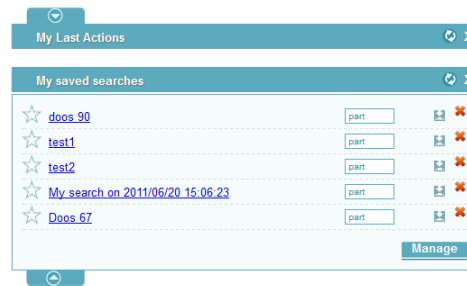 My Last Actions
My saved searches
doos 90 part
test1 part
test2 part
My search on 2011/06/20 15:06:23 part
Doos 67 part
Manage